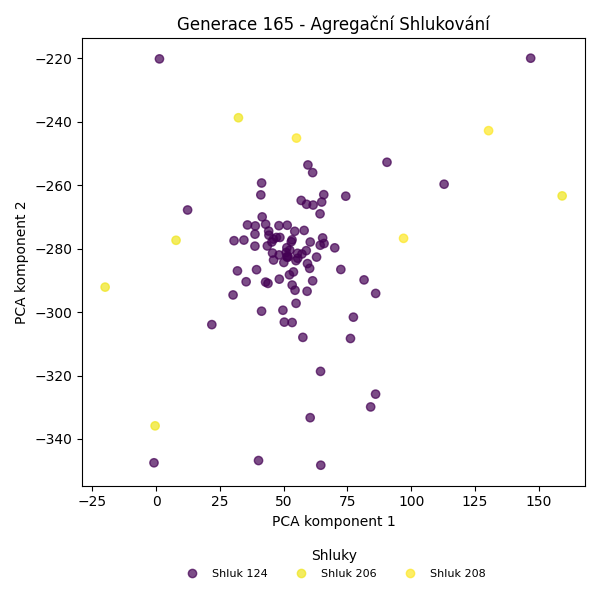 Generace 165 - Agregační Shlukování
PCA komponent 2
−220
−240
−260
−280
−300
−320
−340
−25
0
25
50
75
100
125
150
PCA komponent 1
Shluky
Shluk 124
Shluk 206
Shluk 208